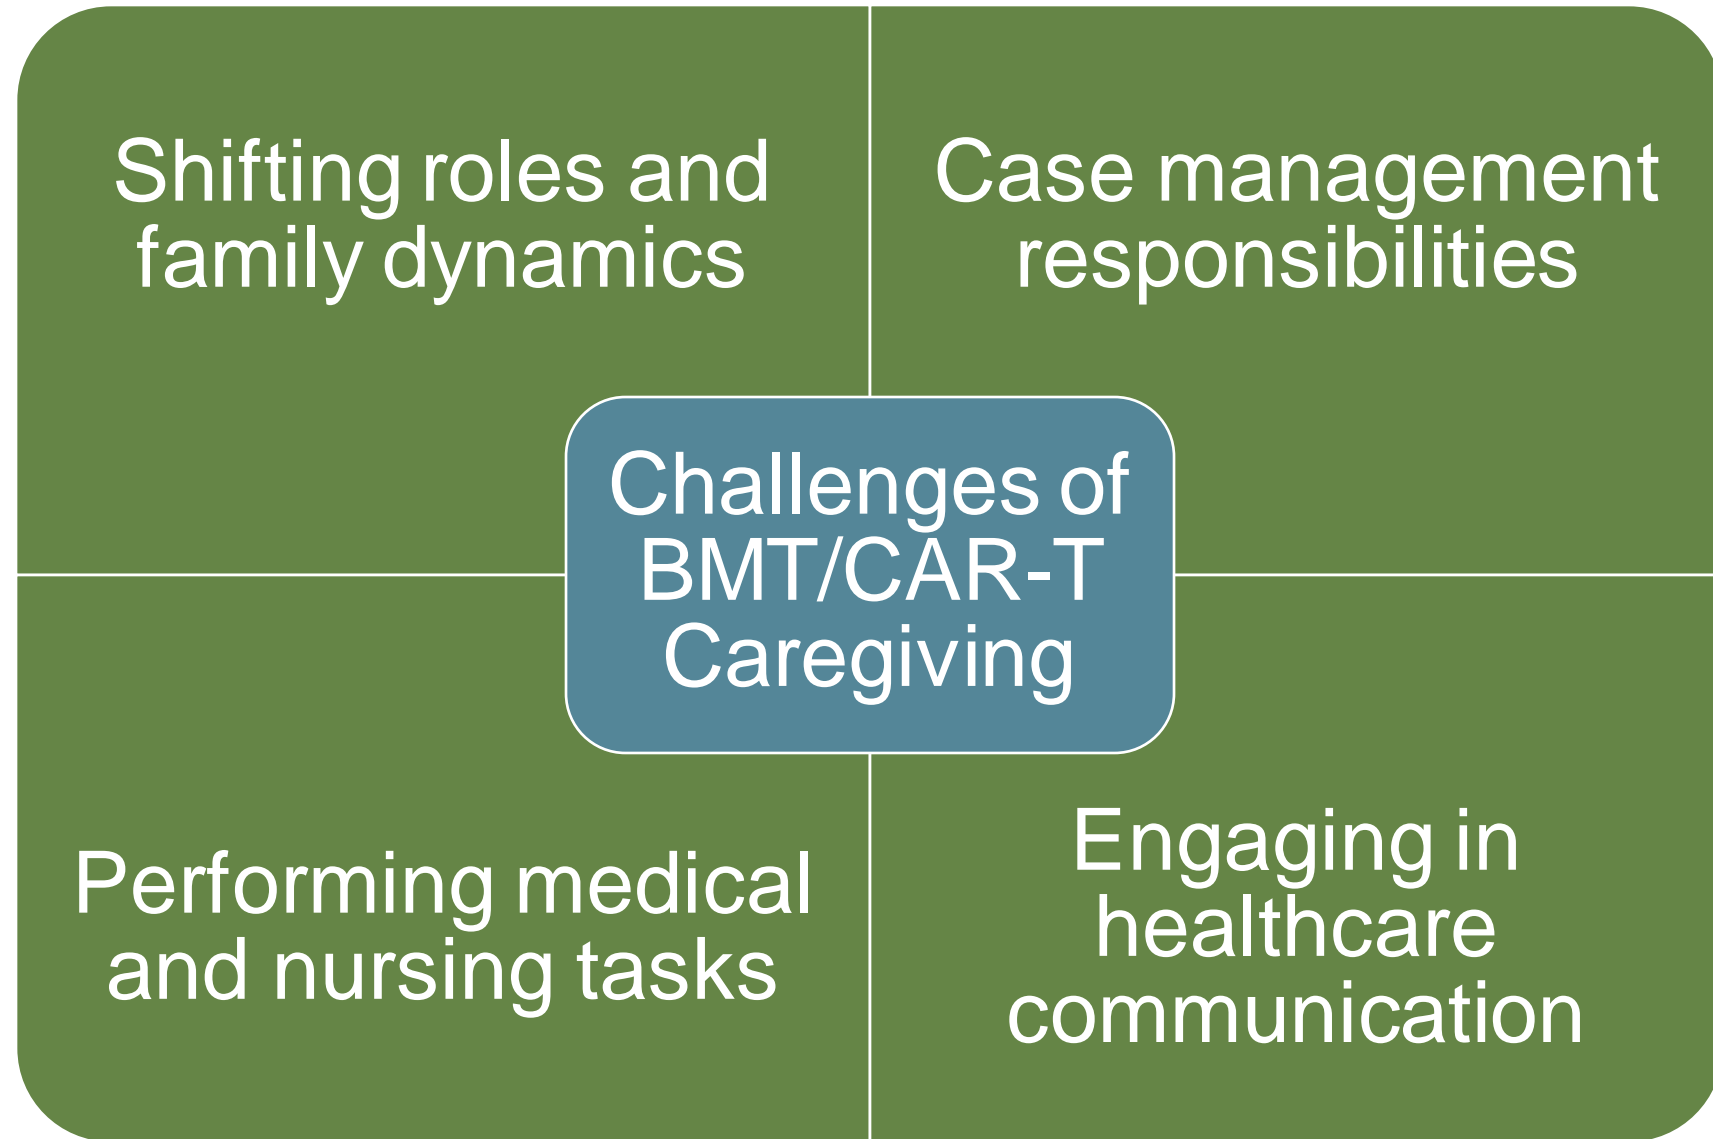 Shifting roles and
family dynamics
Case management
responsibilities
Challenges of
BMT/CAR-T
Caregiving
Performing medical
and nursing tasks
Engaging in
healthcare
communication